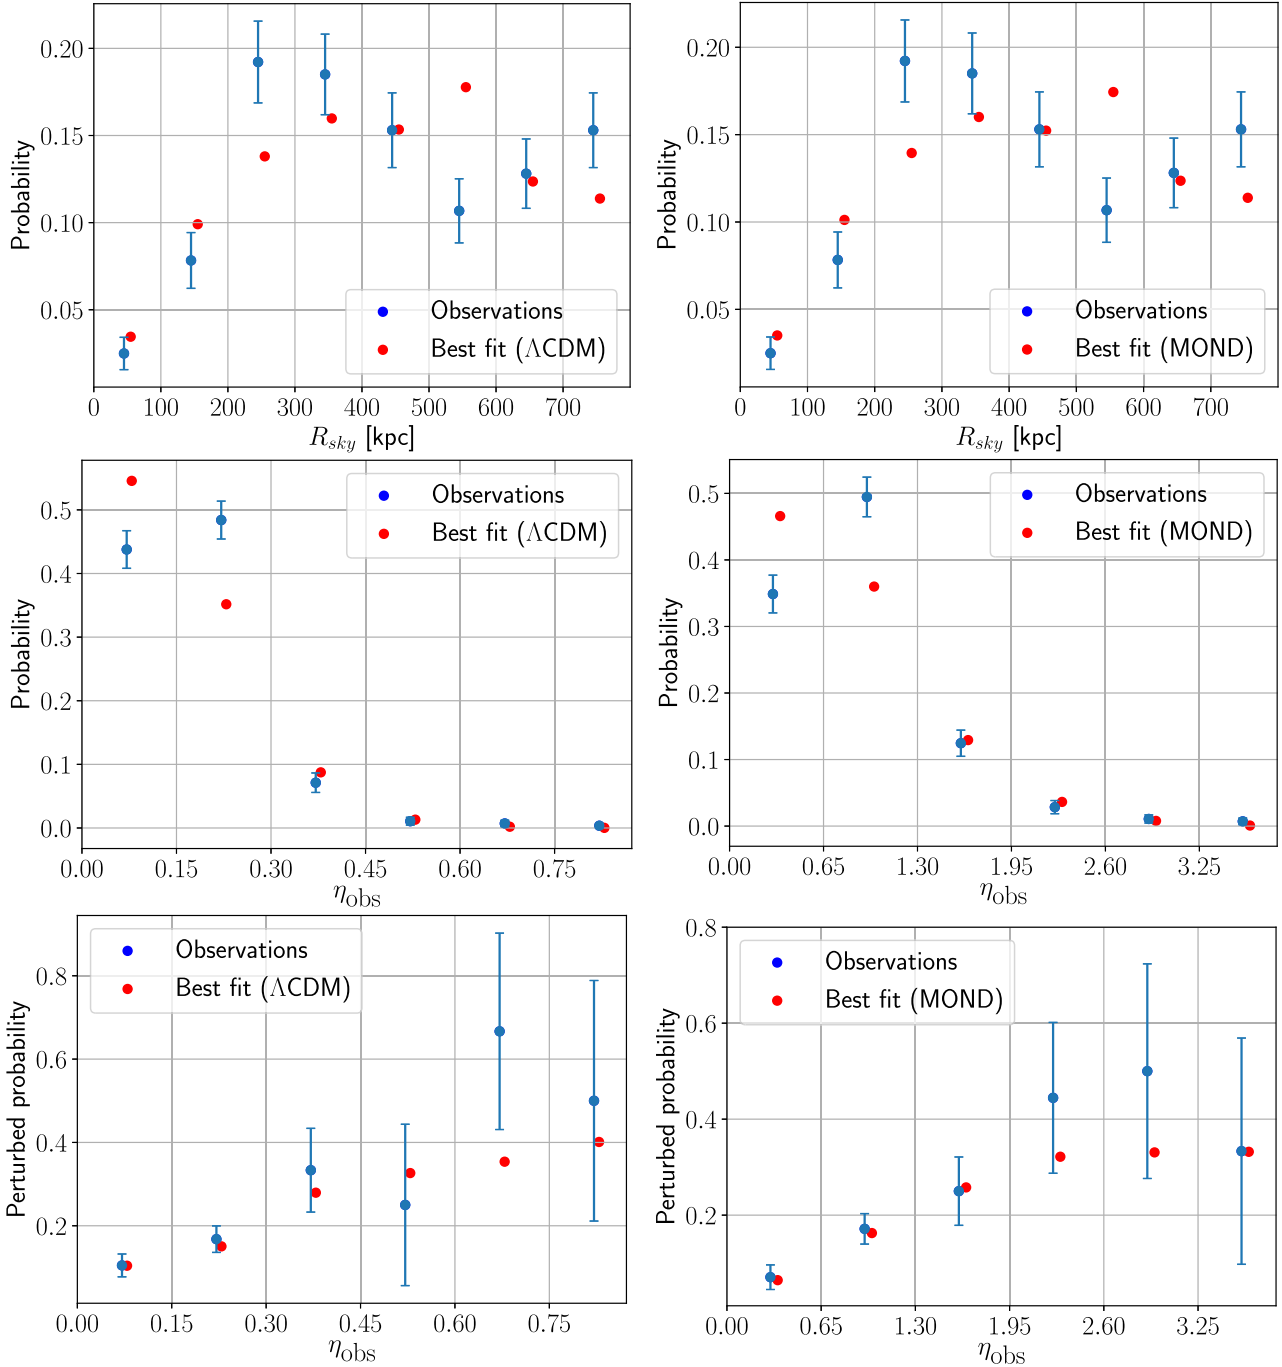 Probability
0.20
0.15
0.10
0.05
Observations
Best fit (ΛCDM)
0 100 200 300 400 500 600 700
R_sky [kpc]
Probability
0.20
0.15
0.10
0.05
Observations
Best fit (MOND)
0 100 200 300 400 500 600 700
R_sky [kpc]
Probability
0.5
0.4
0.3
0.2
0.1
0.0
Observations
Best fit (ΛCDM)
0.00 0.15 0.30 0.45 0.60 0.75
η_obs
Probability
0.5
0.4
0.3
0.2
0.1
0.0
Observations
Best fit (MOND)
0.00 0.65 1.30 1.95 2.60 3.25
η_obs
Perturbed probability
0.8
0.6
0.4
0.2
Observations
Best fit (ΛCDM)
0.00 0.15 0.30 0.45 0.60 0.75
η_obs
Perturbed probability
0.8
0.6
0.4
0.2
Observations
Best fit (MOND)
0.00 0.65 1.30 1.95 2.60 3.25
η_obs